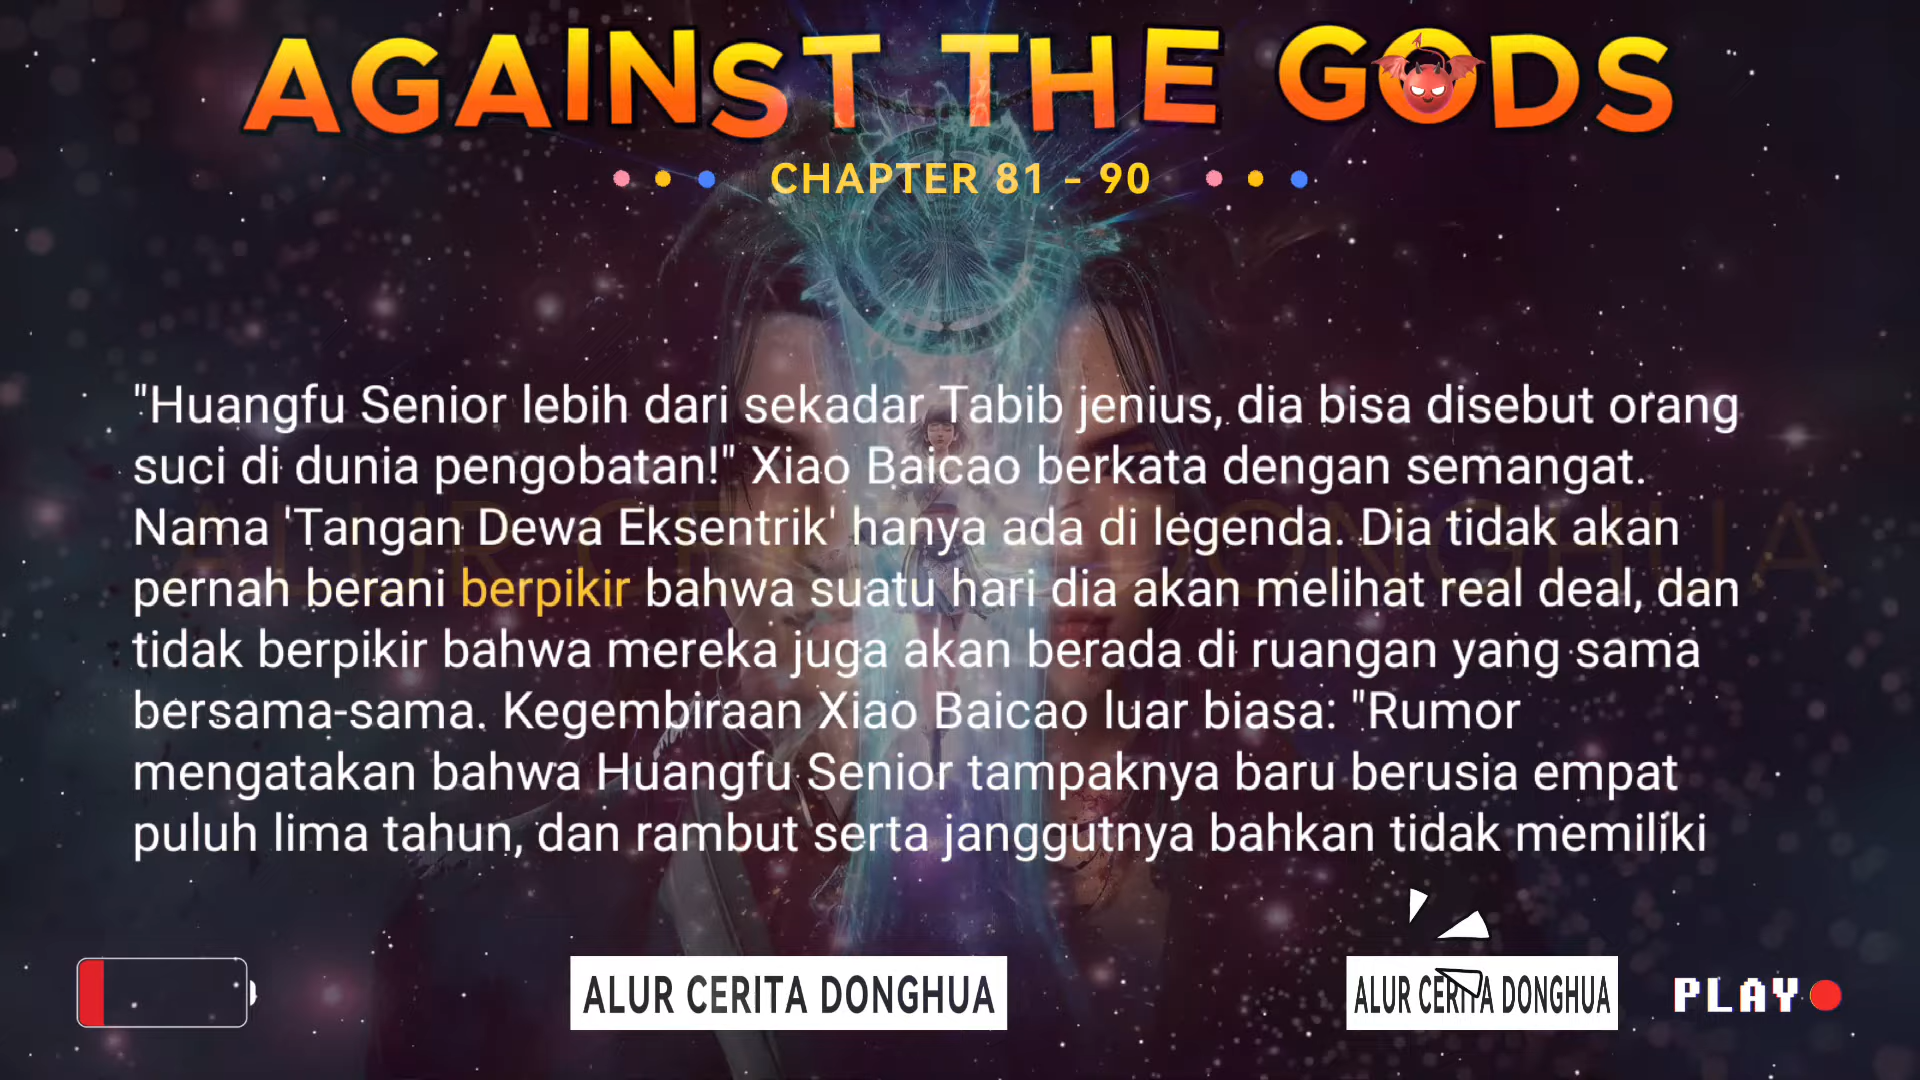 AGAINST THE GODS
CHAPTER 81 - 90
"Huangfu Senior lebih dari sekadar Tabib jenius, dia bisa disebut orang
suci di dunia pengobatan!" Xiao Baicao berkata dengan semangat.
Nama 'Tangan Dewa Eksentrik' hanya ada di legenda. Dia tidak akan
pernah berani berpikir bahwa suatu hari dia akan melihat real deal, dan
tidak berpikir bahwa mereka juga akan berada di ruangan yang sama
bersama-sama. Kegembiraan Xiao Baicao luar biasa: "Rumor
mengatakan bahwa Huangfu Senior tampaknya baru berusia empat
puluh lima tahun, dan rambut serta janggutnya bahkan tidak memiliki
ALUR CERITA DONGHUA
ALUR CERITA DONGHUA
PLAY